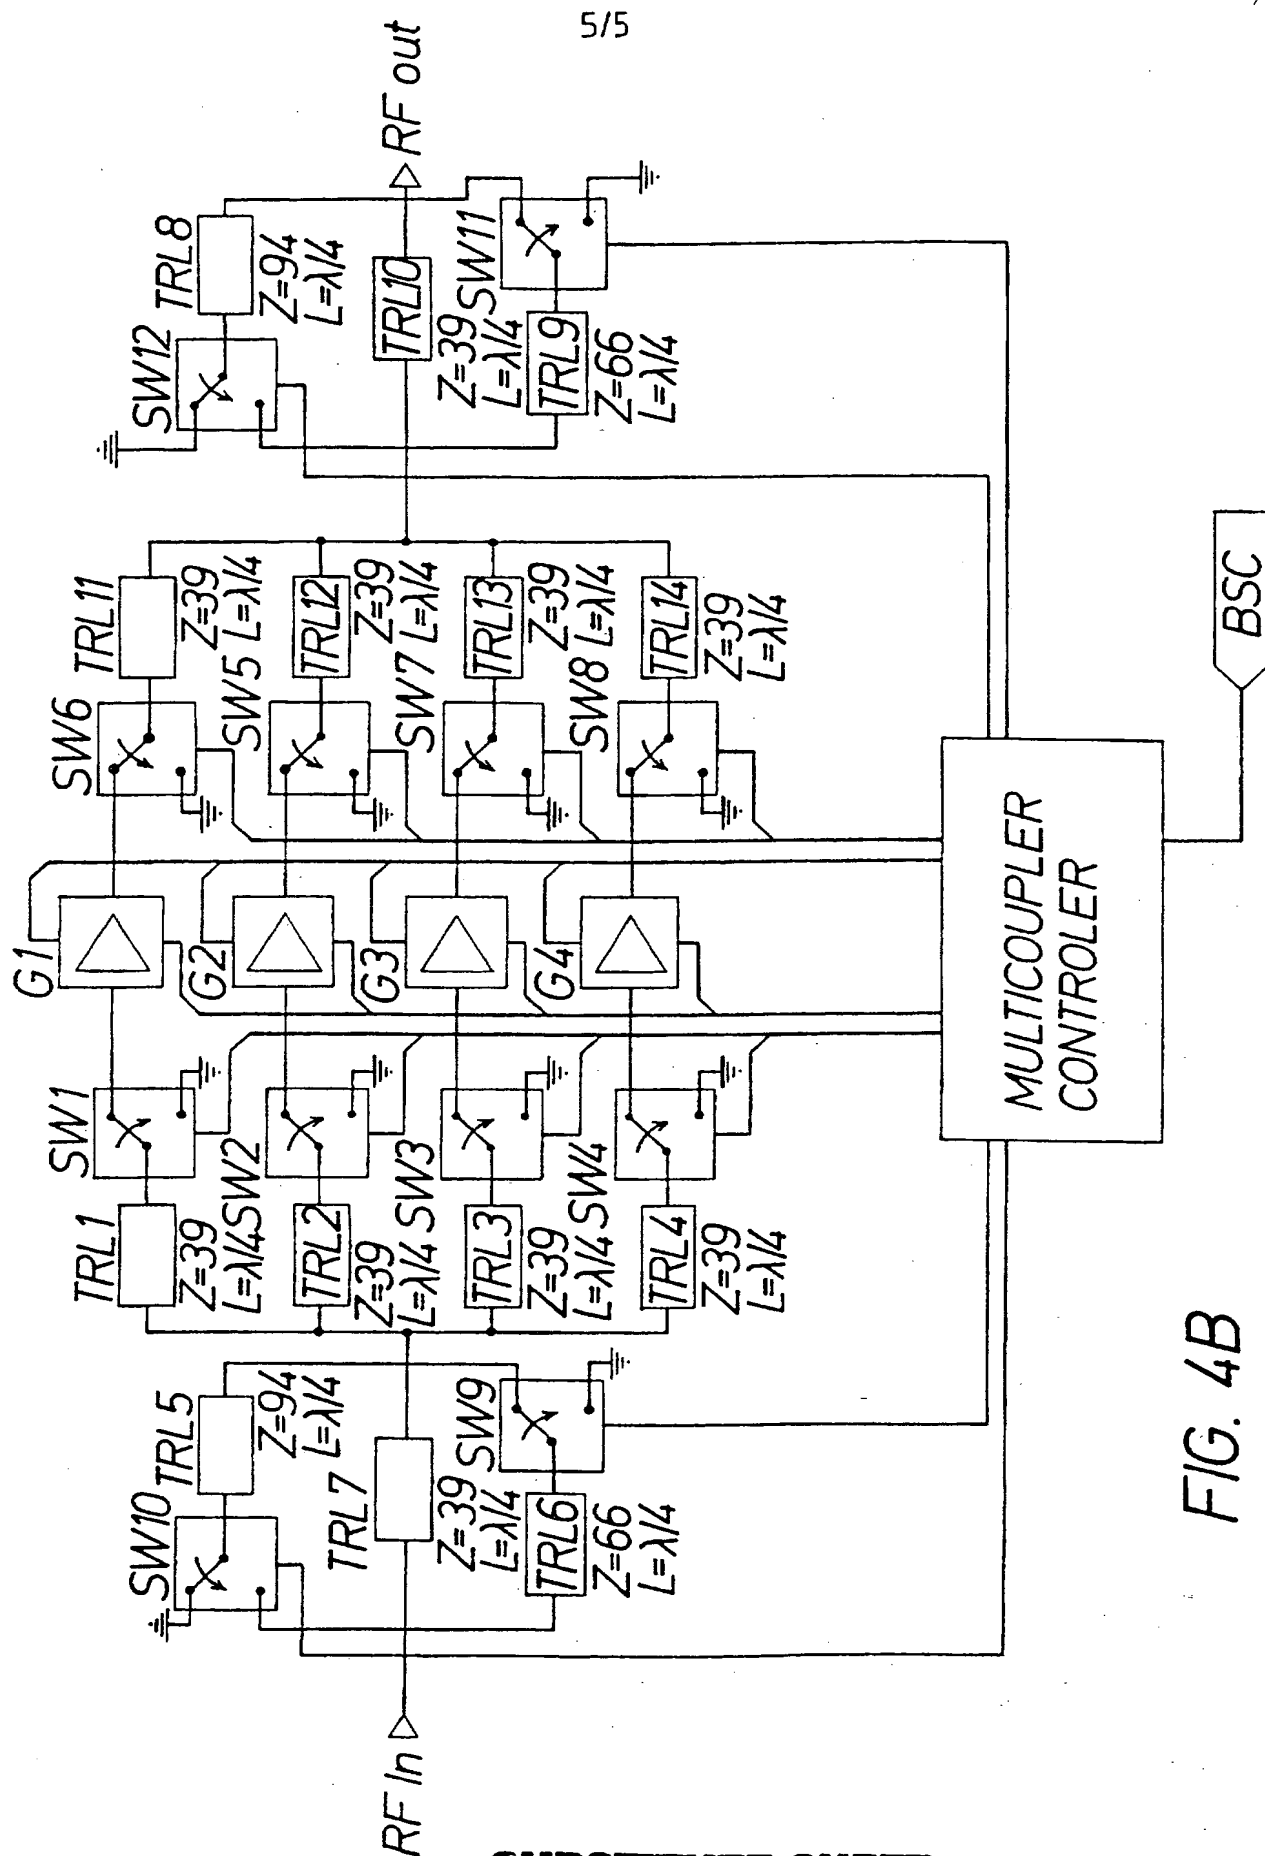 5/5
RF In
RF out
SW10
TRL5
Z=94
L=λ/4
TRL7
Z=39
L=λ/4
SW9
TRL6
Z=66
L=λ/4
TRL1
Z=39
L=λ/4
SW1
G1
SW6
TRL11
Z=39
L=λ/4
TRL2
Z=39
L=λ/4
SW2
G2
SW5
TRL12
Z=39
L=λ/4
TRL3
Z=39
L=λ/4
SW3
G3
SW7
TRL13
Z=39
L=λ/4
TRL4
Z=39
L=λ/4
SW4
G4
SW8
TRL14
Z=39
L=λ/4
SW12
TRL8
Z=94
L=λ/4
TRL10
Z=39
L=λ/4
SW11
TRL9
Z=66
L=λ/4
MULTICOUPLER
CONTROLER
BSC
FIG. 4B